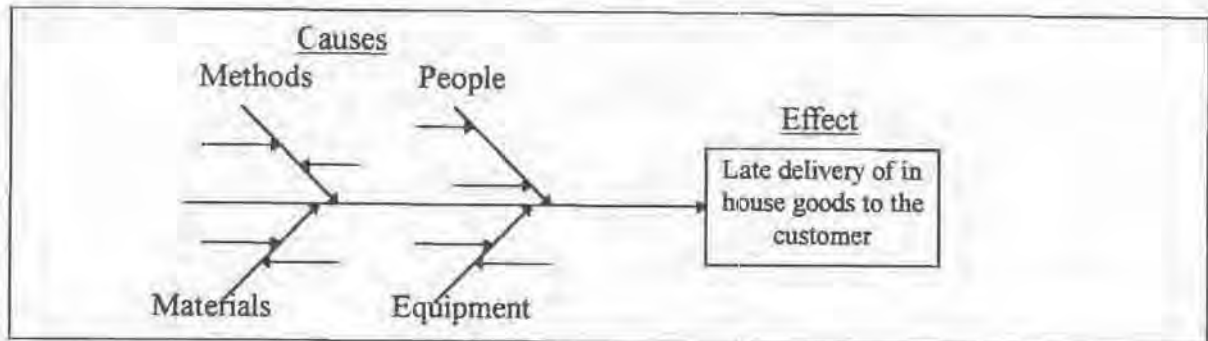 Causes
Methods
People
Effect
Late delivery of in
house goods to the
customer
Materials
Equipment